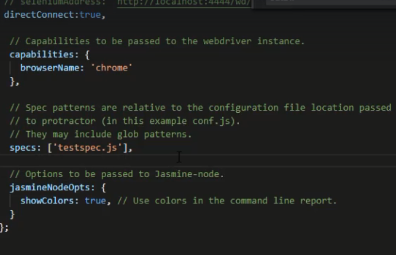 // seleniumAddress: http://localhost:4444/wd/
directConnect:true,
// Capabilities to be passed to the webdriver instance.
capabilities: {
browserName: 'chrome'
},
// Spec patterns are relative to the configuration file location passed
// to protractor (in this example conf.js).
// They may include glob patterns.
specs: ['testspec.js'],
// Options to be passed to Jasmine-node.
jasmineNodeOpts: {
showColors: true, // Use colors in the command line report.
}
};